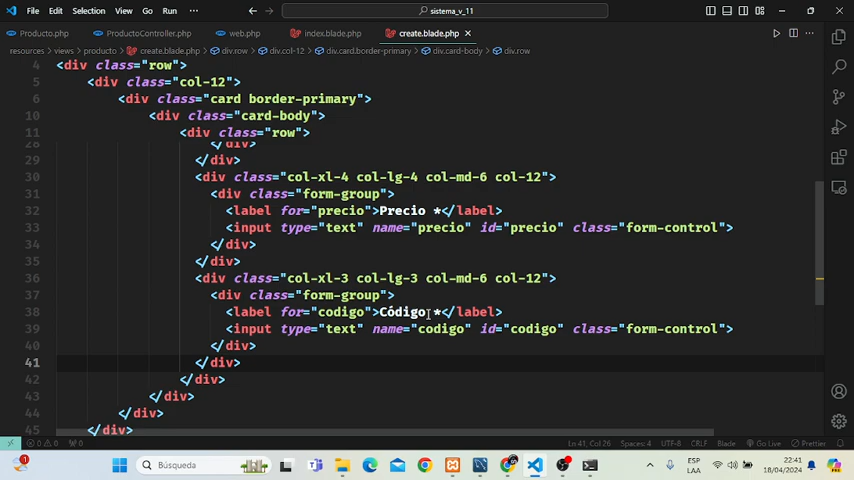 File Edit Selection View Go Run ... sistema_v_11
Producto.php ProductoController.php web.php index.blade.php create.blade.php
resources > views > producto > create.blade.php > div.row > div.col-12 > div.card.border-primary > div.card-body > div.row
4 <div class="row">
5 <div class="col-12">
6 <div class="card border-primary">
10 <div class="card-body">
11 <div class="row">
28 </div>
29 </div>
30 <div class="col-xl-4 col-lg-4 col-md-6 col-12">
31 <div class="form-group">
32 <label for="precio">Precio *</label>
33 <input type="text" name="precio" id="precio" class="form-control">
34 </div>
35 </div>
36 <div class="col-xl-3 col-lg-3 col-md-6 col-12">
37 <div class="form-group">
38 <label for="codigo">Código *</label>
39 <input type="text" name="codigo" id="codigo" class="form-control">
40 </div>
41 </div>
42 </div>
43 </div>
44 </div>
45 </div>
0 0 0 Ln 41, Col 26 Spaces: 4 UTF-8 CRLF Blade Go Live Prettier
Búsqueda ESP 22:41
LAA 18/04/2024